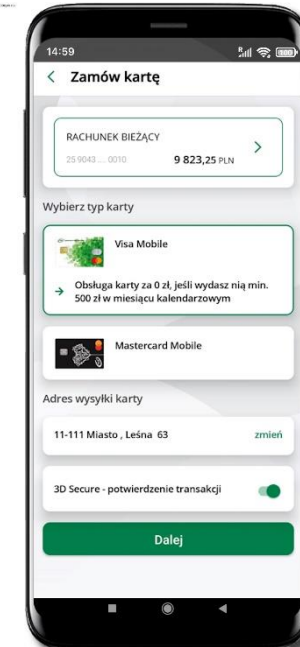 14:59
Zamów kartę
RACHUNEK BIEŻĄCY
25 9043 ... 0010 9 823,25 PLN
Wybierz typ karty
Visa Mobile
Obsługa karty za 0 zł, jeśli wydasz nią min.
500 zł w miesiącu kalendarzowym
Mastercard Mobile
Adres wysyłki karty
11-111 Miasto , Leśna 63 zmień
3D Secure - potwierdzenie transakcji
Dalej